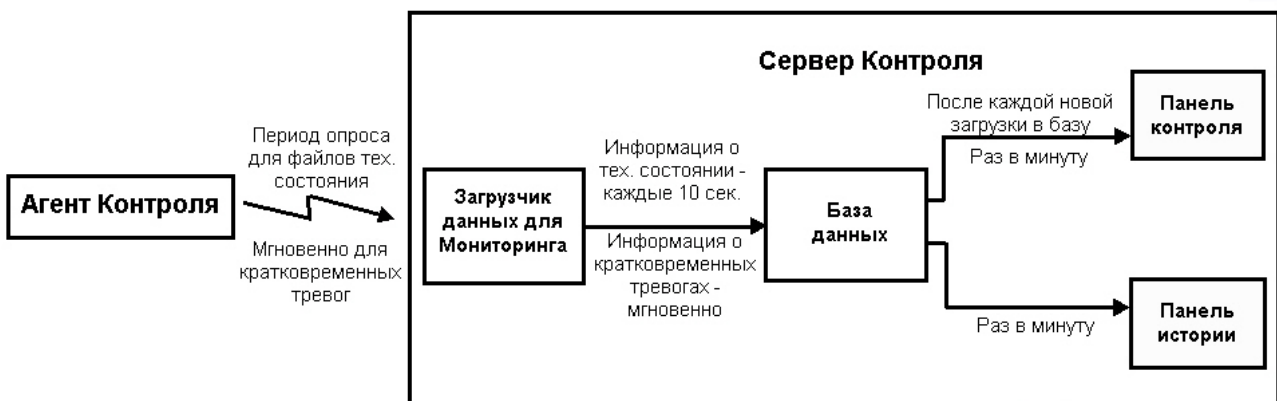 Сервер Контроля
Агент Контроля
Период опроса
для файлов тех.
состояния
Мгновенно для
кратковременных
тревог
Загрузчик
данных для
Мониторинга
Информация о
тех. состоянии -
каждые 10 сек.
Информация о
кратковременных
тревогах -
мгновенно
База
данных
После каждой новой
загрузки в базу
Раз в минуту
Панель
контроля
Раз в минуту
Панель
истории